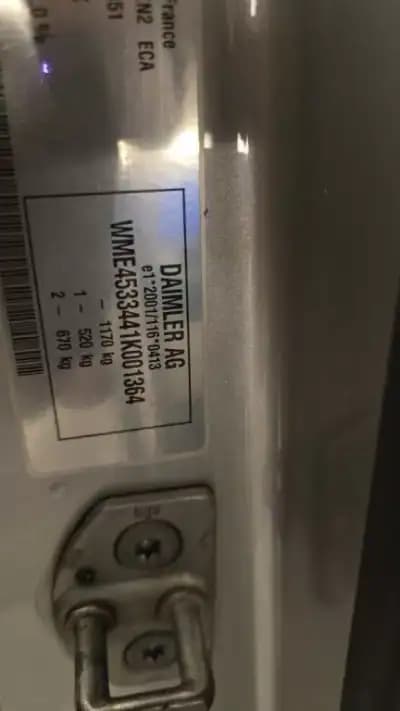 France
N2 ECA
51
DAIMLER AG
e1*2001/116*0413
WME4533441K001364
- 1170 kg
1 - 520 kg
2 - 670 kg